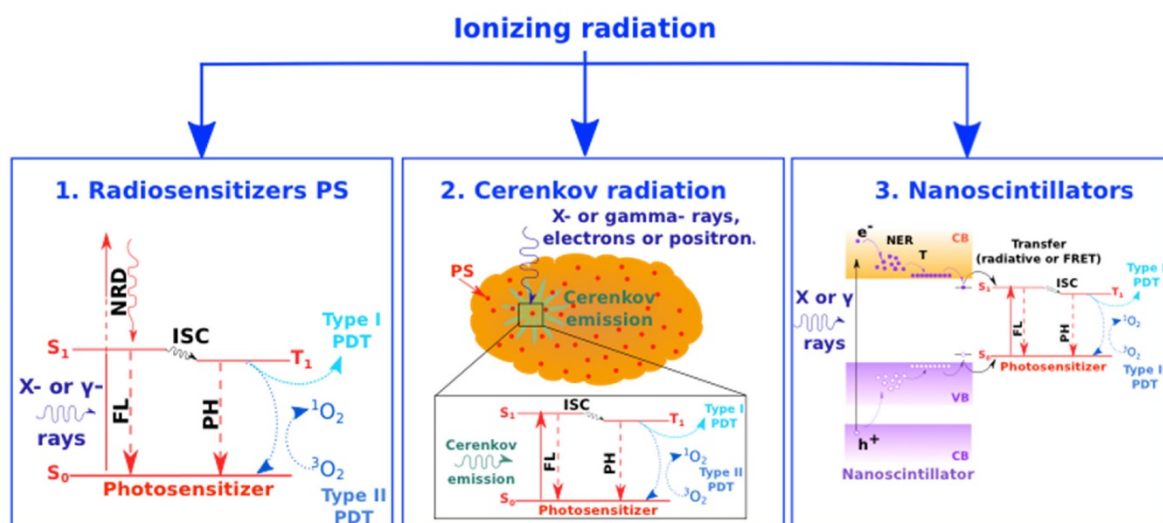 Ionizing radiation
1. Radiosensitizers PS
NRD
ISC
S1
T1
Type I
PDT
X- or γ-
rays
FL
PH
1O2
3O2
S0
Photosensitizer
Type II
PDT
2. Cerenkov radiation
X- or gamma- rays,
electrons or positron.
PS
Cerenkov
emission
ISC
S1
T1
Type I
PDT
Cerenkov
emission
FL
PH
1O2
Type II
PDT
3O2
S0
Photosensitizer
3. Nanoscintillators
e-
NER
T
CB
Transfer
(radiative or FRET)
S1
ISC
T1
Type I
PDT
X or γ
rays
FL
PH
1O2
3O2
S0
Photosensitizer
Type I
PDT
VB
h+
CB
Nanoscintillator